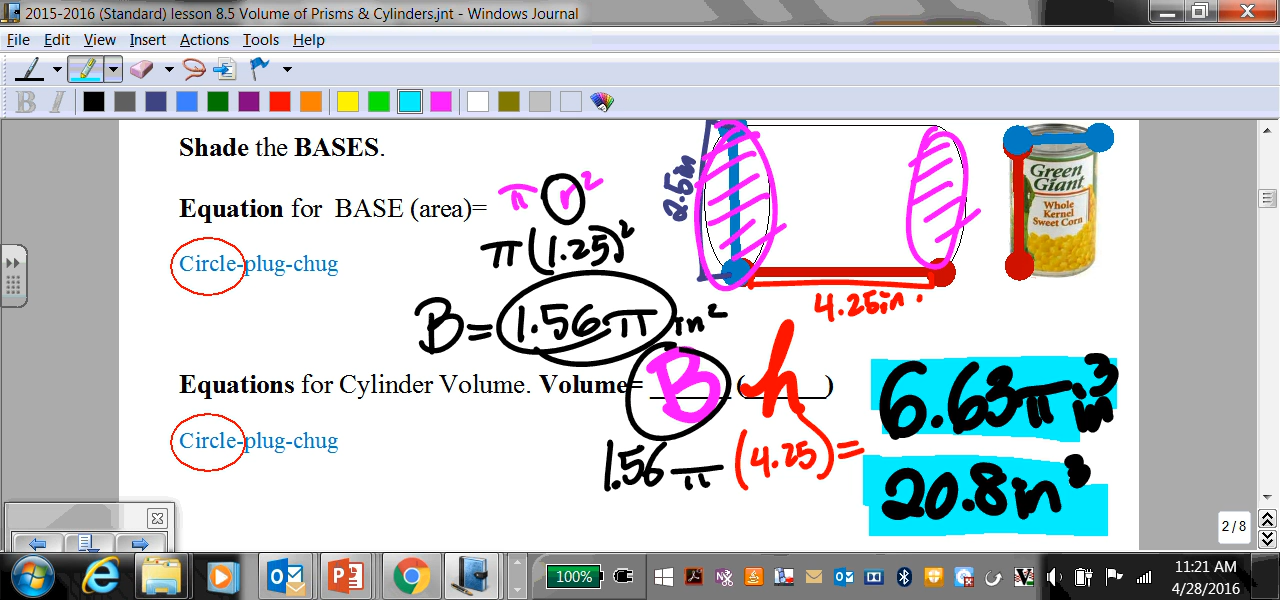 2015-2016 (Standard) lesson 8.5 Volume of Prisms & Cylinders.jnt - Windows Journal
File Edit View Insert Actions Tools Help
B I
Shade the BASES.
2.5in
Green Giant
Whole Kernel Sweet Corn
Equation for BASE (area)= π r²
π(1.25)²
Circle-plug-chug
4.25in.
B = 1.56π in²
Equations for Cylinder Volume. Volume= B (h)
6.63π in³
Circle-plug-chug
1.56π (4.25) =
20.8in³
2 / 8
100%
11:21 AM
4/28/2016